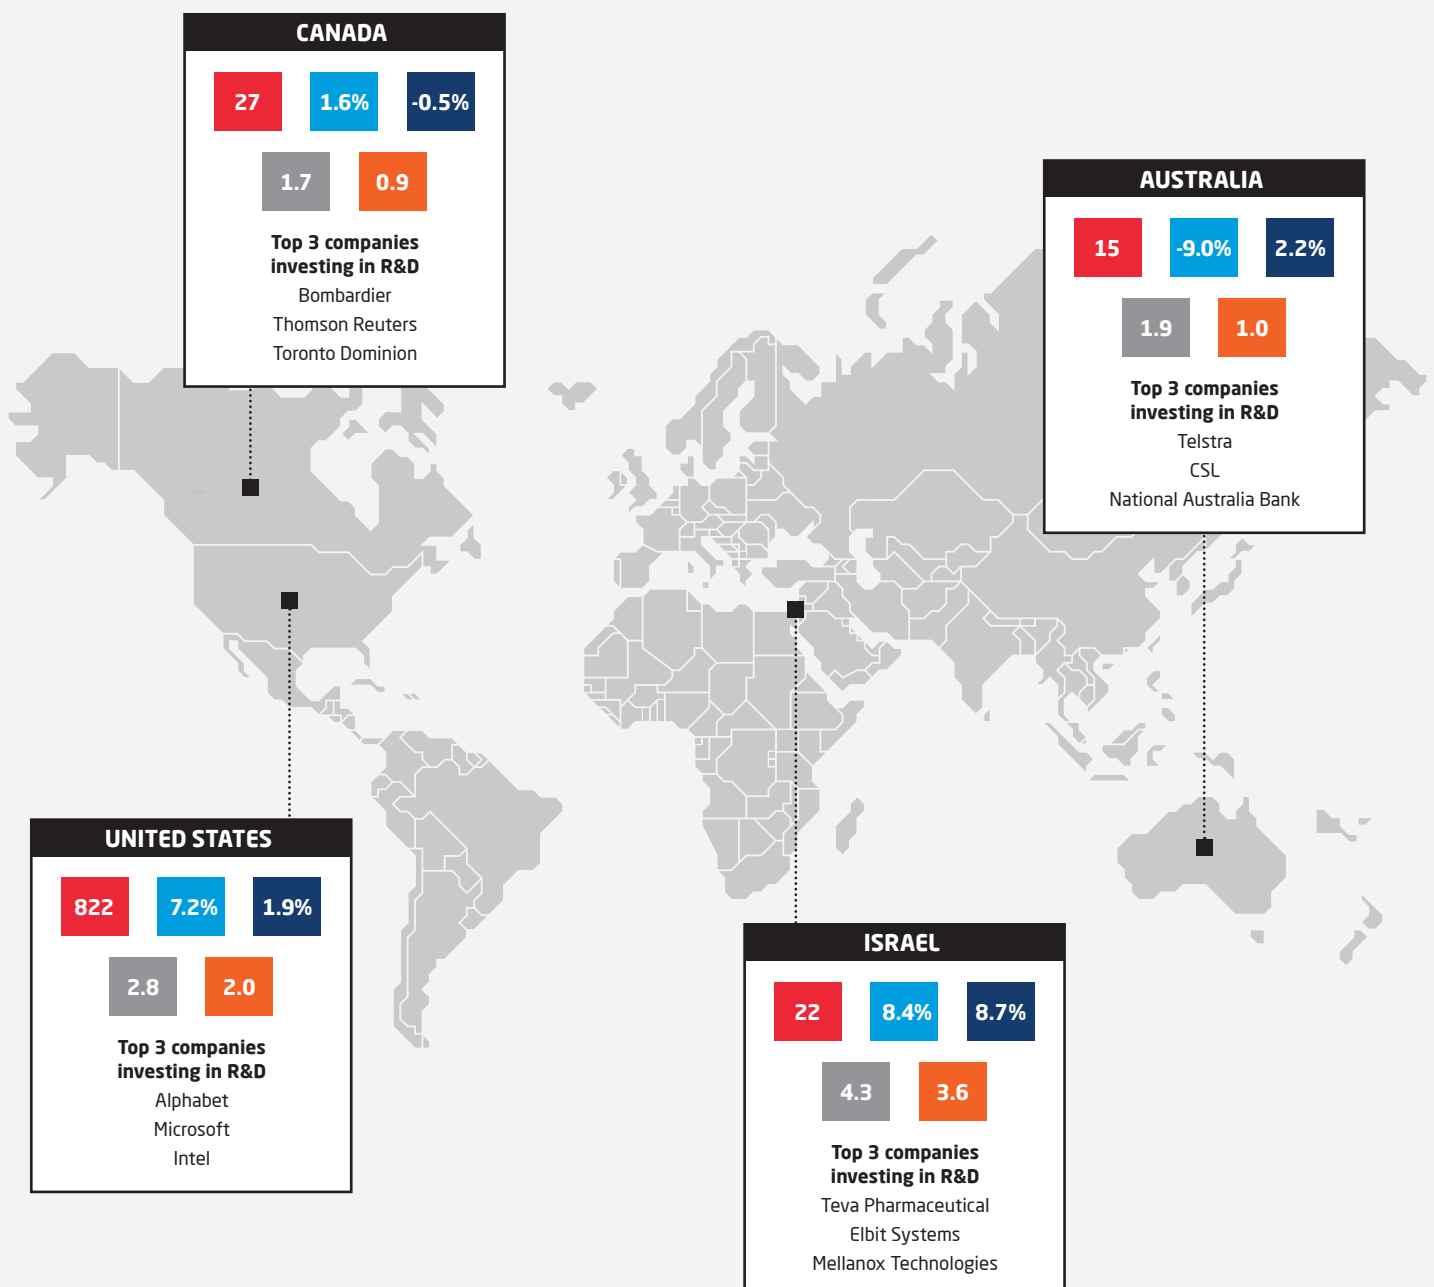 CANADA
27 1.6% -0.5%
1.7 0.9
Top 3 companies
investing in R&D
Bombardier
Thomson Reuters
Toronto Dominion
AUSTRALIA
15 -9.0% 2.2%
1.9 1.0
Top 3 companies
investing in R&D
Telstra
CSL
National Australia Bank
UNITED STATES
822 7.2% 1.9%
2.8 2.0
Top 3 companies
investing in R&D
Alphabet
Microsoft
Intel
ISRAEL
22 8.4% 8.7%
4.3 3.6
Top 3 companies
investing in R&D
Teva Pharmaceutical
Elbit Systems
Mellanox Technologies